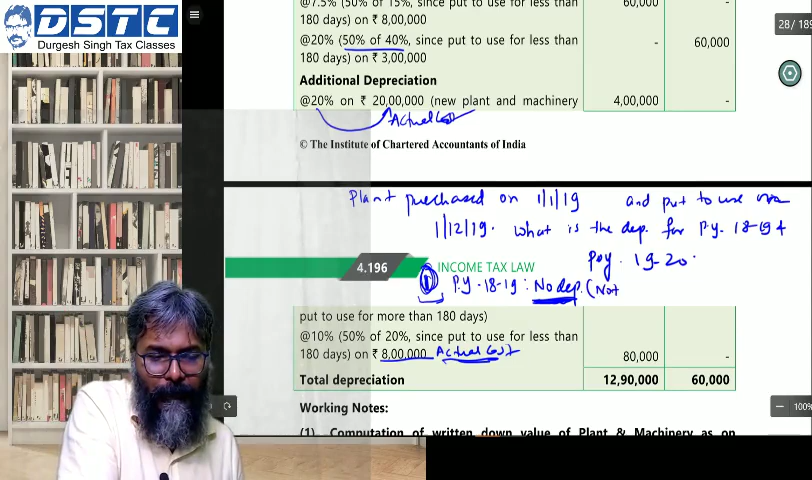 DSTC
Durgesh Singh Tax Classes
28 / 189
@7.5% (50% of 15%, since put to use for less than 60,000 -
180 days) on ₹ 8,00,000
@20% (50% of 40%, since put to use for less than - 60,000
180 days) on ₹ 3,00,000
Additional Depreciation
@20% on ₹ 20,00,000 (new plant and machinery 4,00,000 -
Actual Cost
© The Institute of Chartered Accountants of India
Plant purchased on 1/1/19 and put to use
1/12/19. What is the dep. for P.y. 18-19 &
P.y. 19-20.
4.196 INCOME TAX LAW
① P.y. 18-19 : No dep. (Not
put to use for more than 180 days)
@10% (50% of 20%, since put to use for less than
180 days) on ₹ 8,00,000 Actual Cost 80,000 -
Total depreciation 12,90,000 60,000
100%
Working Notes:
(1) Computation of written down value of Plant & Machinery as on